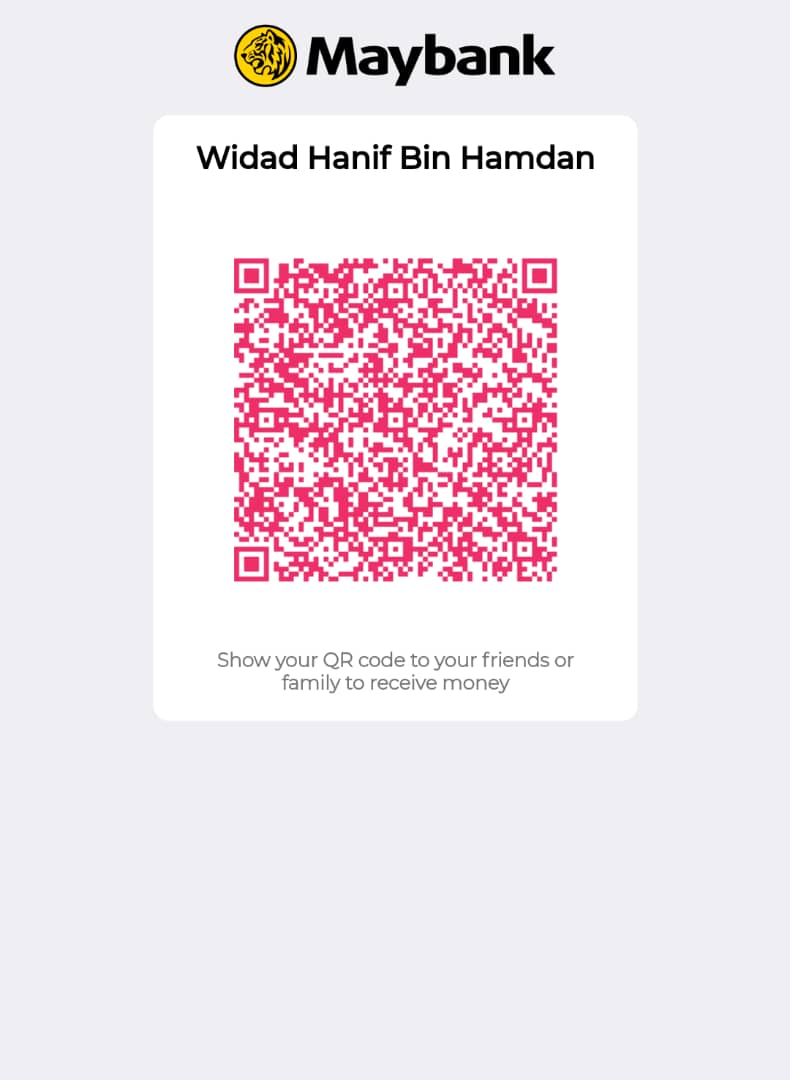 Maybank
Widad Hanif Bin Hamdan
Show your QR code to your friends or
family to receive money